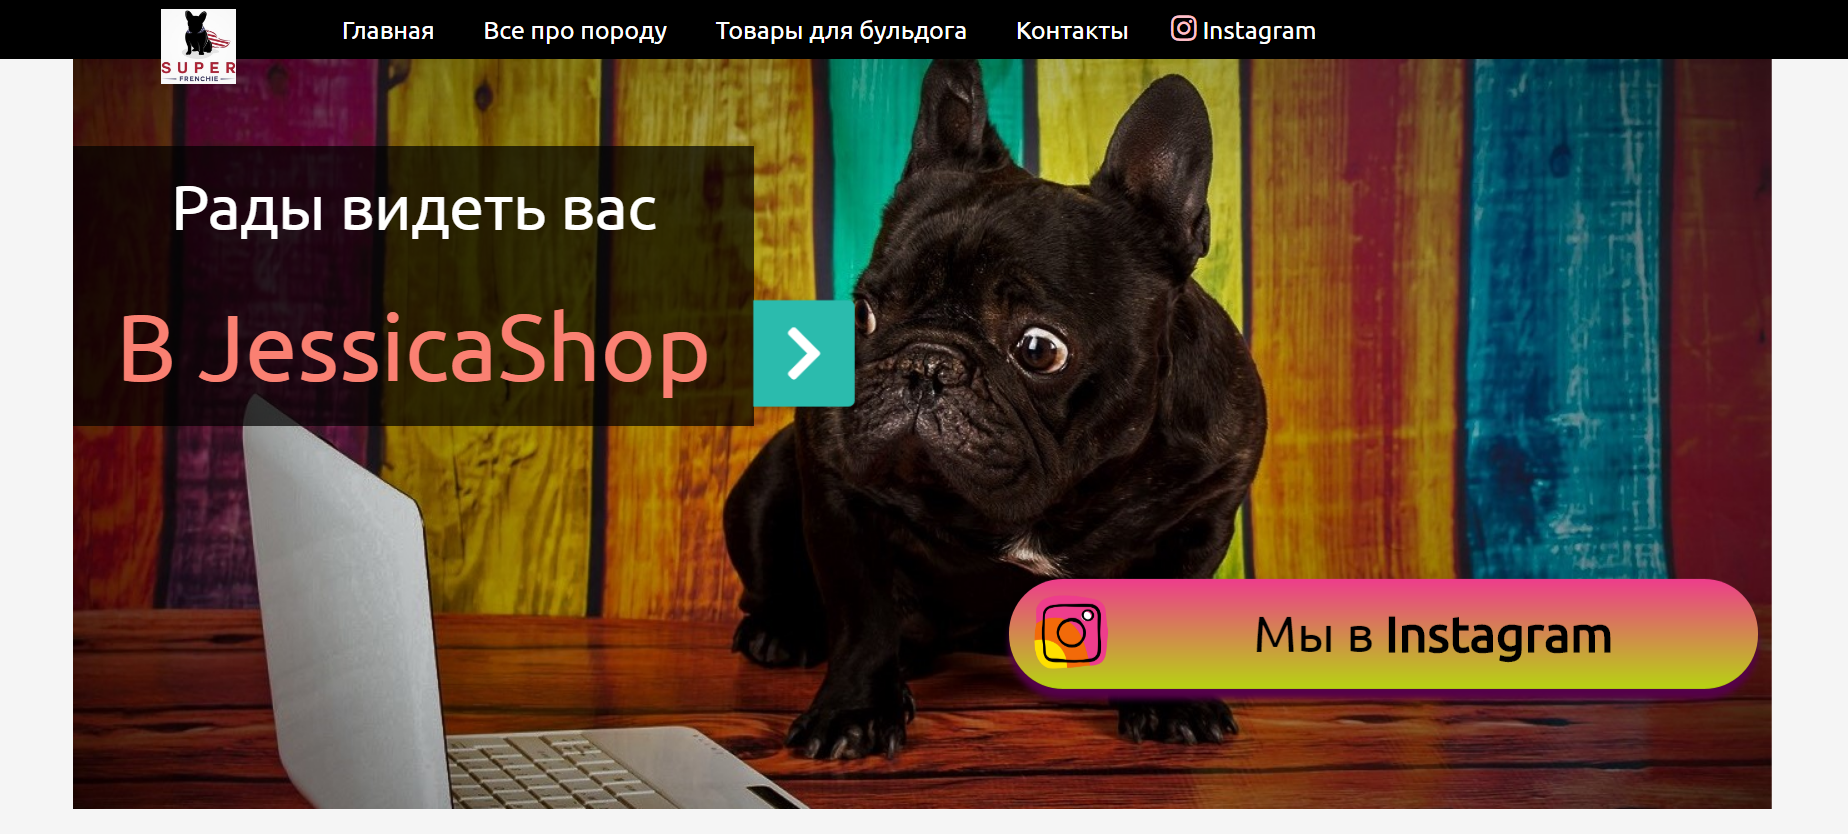 SUPER
FRENCHIE
Главная
Все про породу
Товары для бульдога
Контакты
Instagram
Рады видеть вас
В JessicaShop
Мы в Instagram